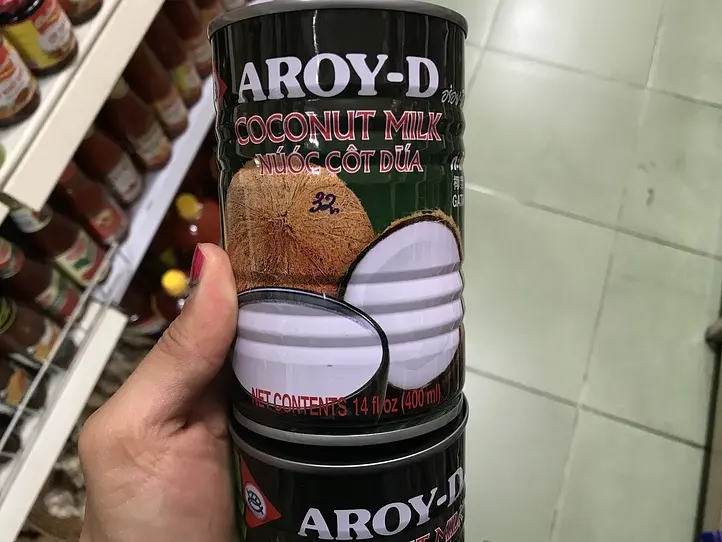 AROY-D
COCONUT MILK
NƯỚC CỐT DỪA
32
NET CONTENTS 14 fl oz (400 ml)
AROY-D